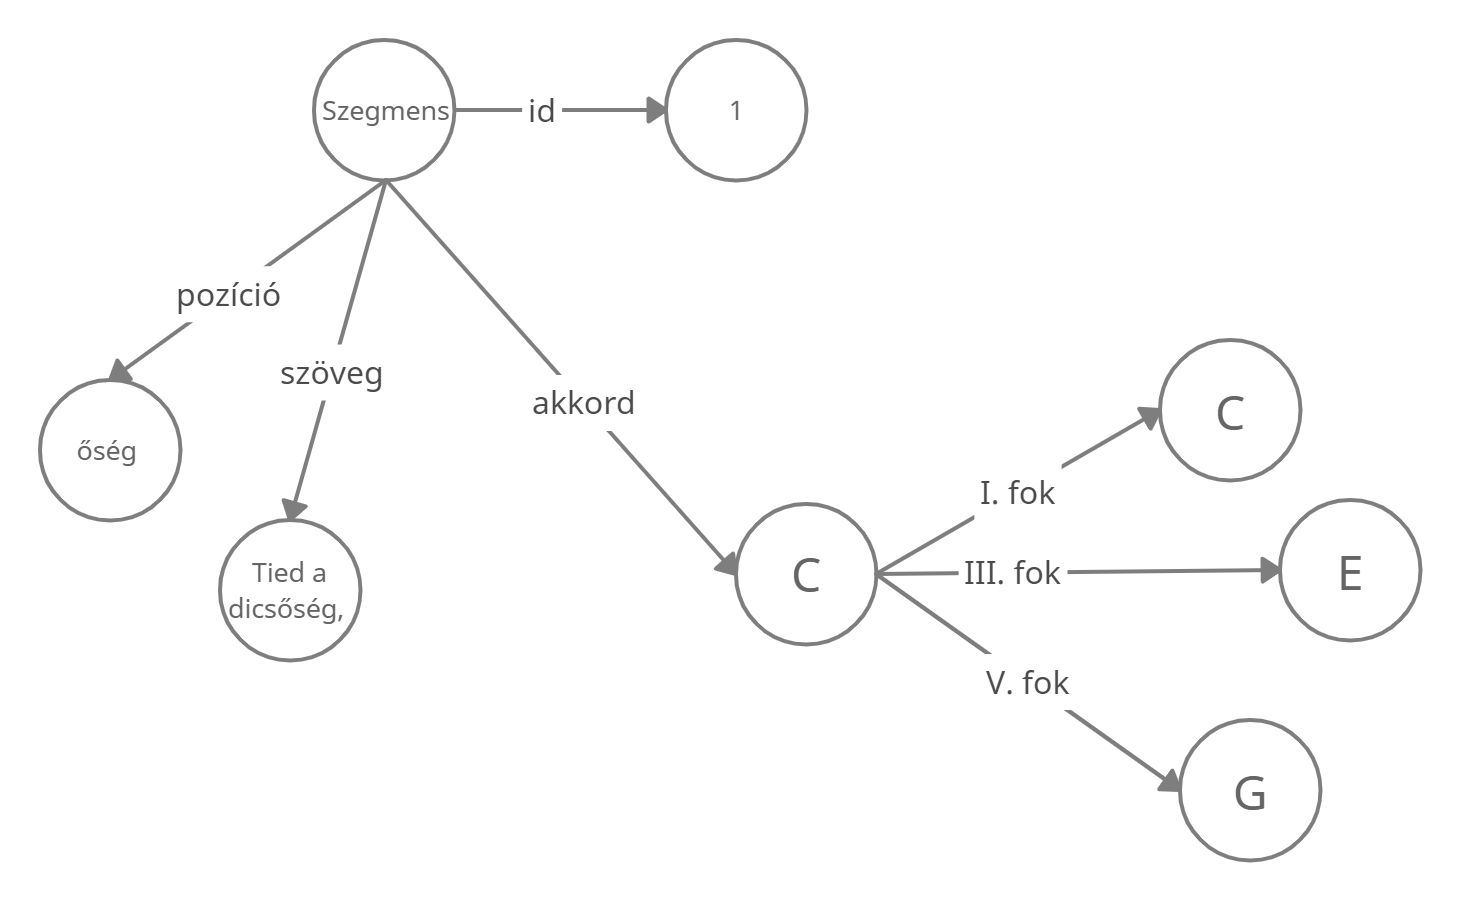 Szegmens
id
1
pozíció
szöveg
akkord
őség
Tied a
dicsőség,
C
I. fok
C
III. fok
E
V. fok
G